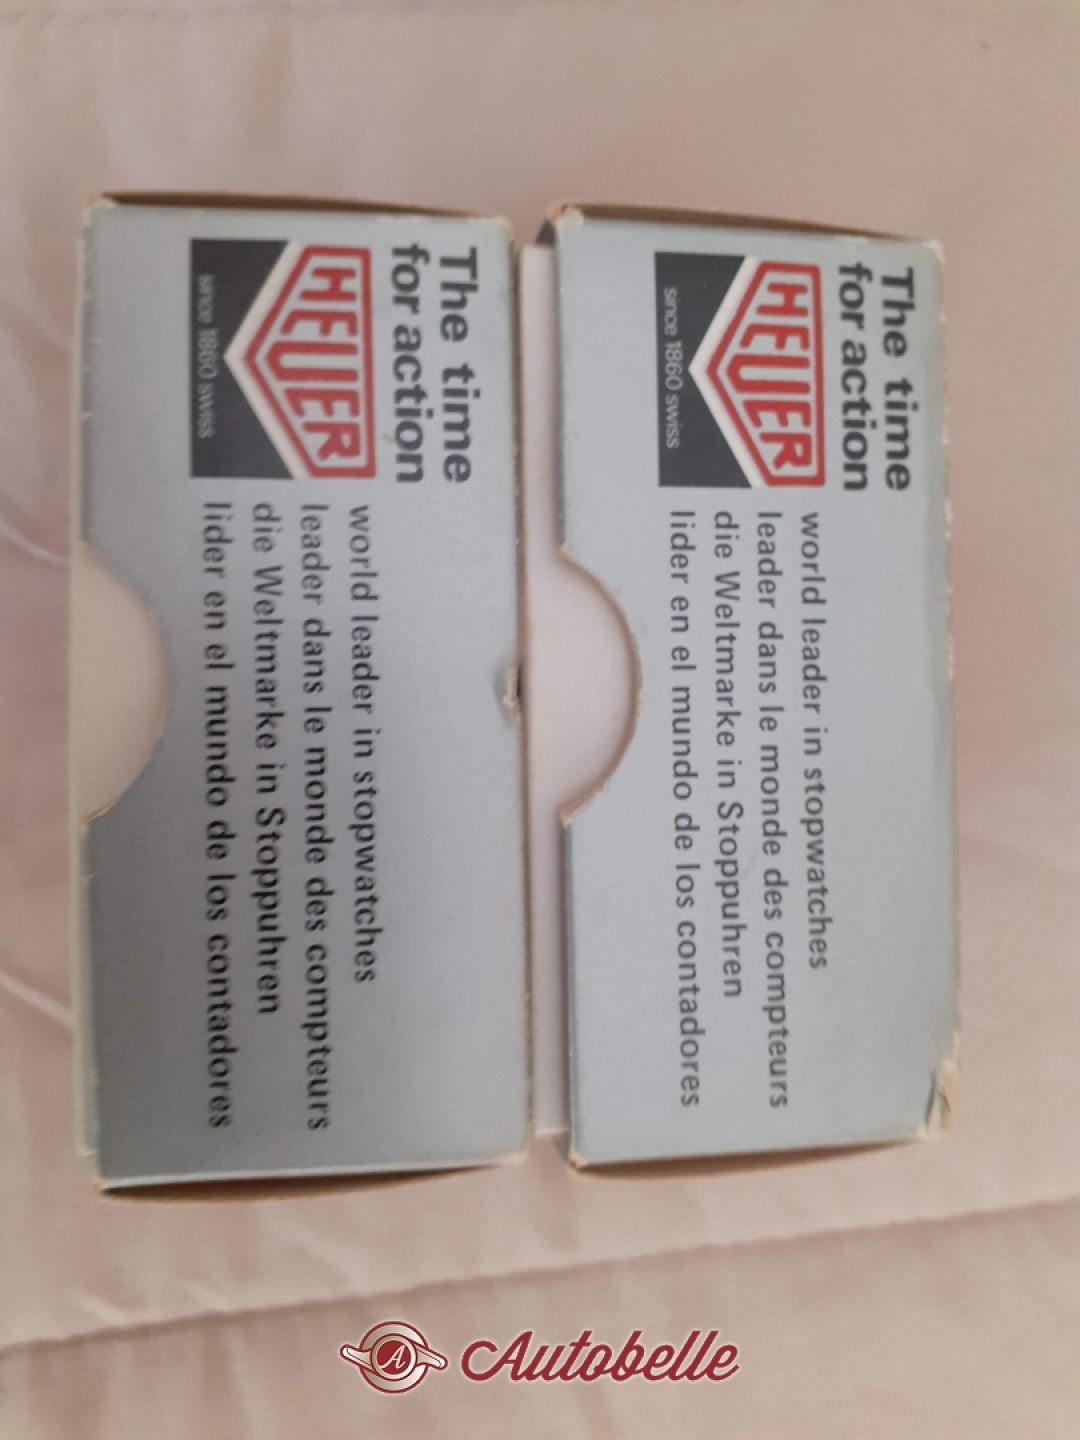 The time
for action
HEUER
since 1860 swiss
world leader in stopwatches
leader dans le monde des compteurs
die Weltmarke in Stoppuhren
lider en el mundo de los contadores
The time
for action
HEUER
since 1860 swiss
world leader in stopwatches
leader dans le monde des compteurs
die Weltmarke in Stoppuhren
lider en el mundo de los contadores
A Autobelle